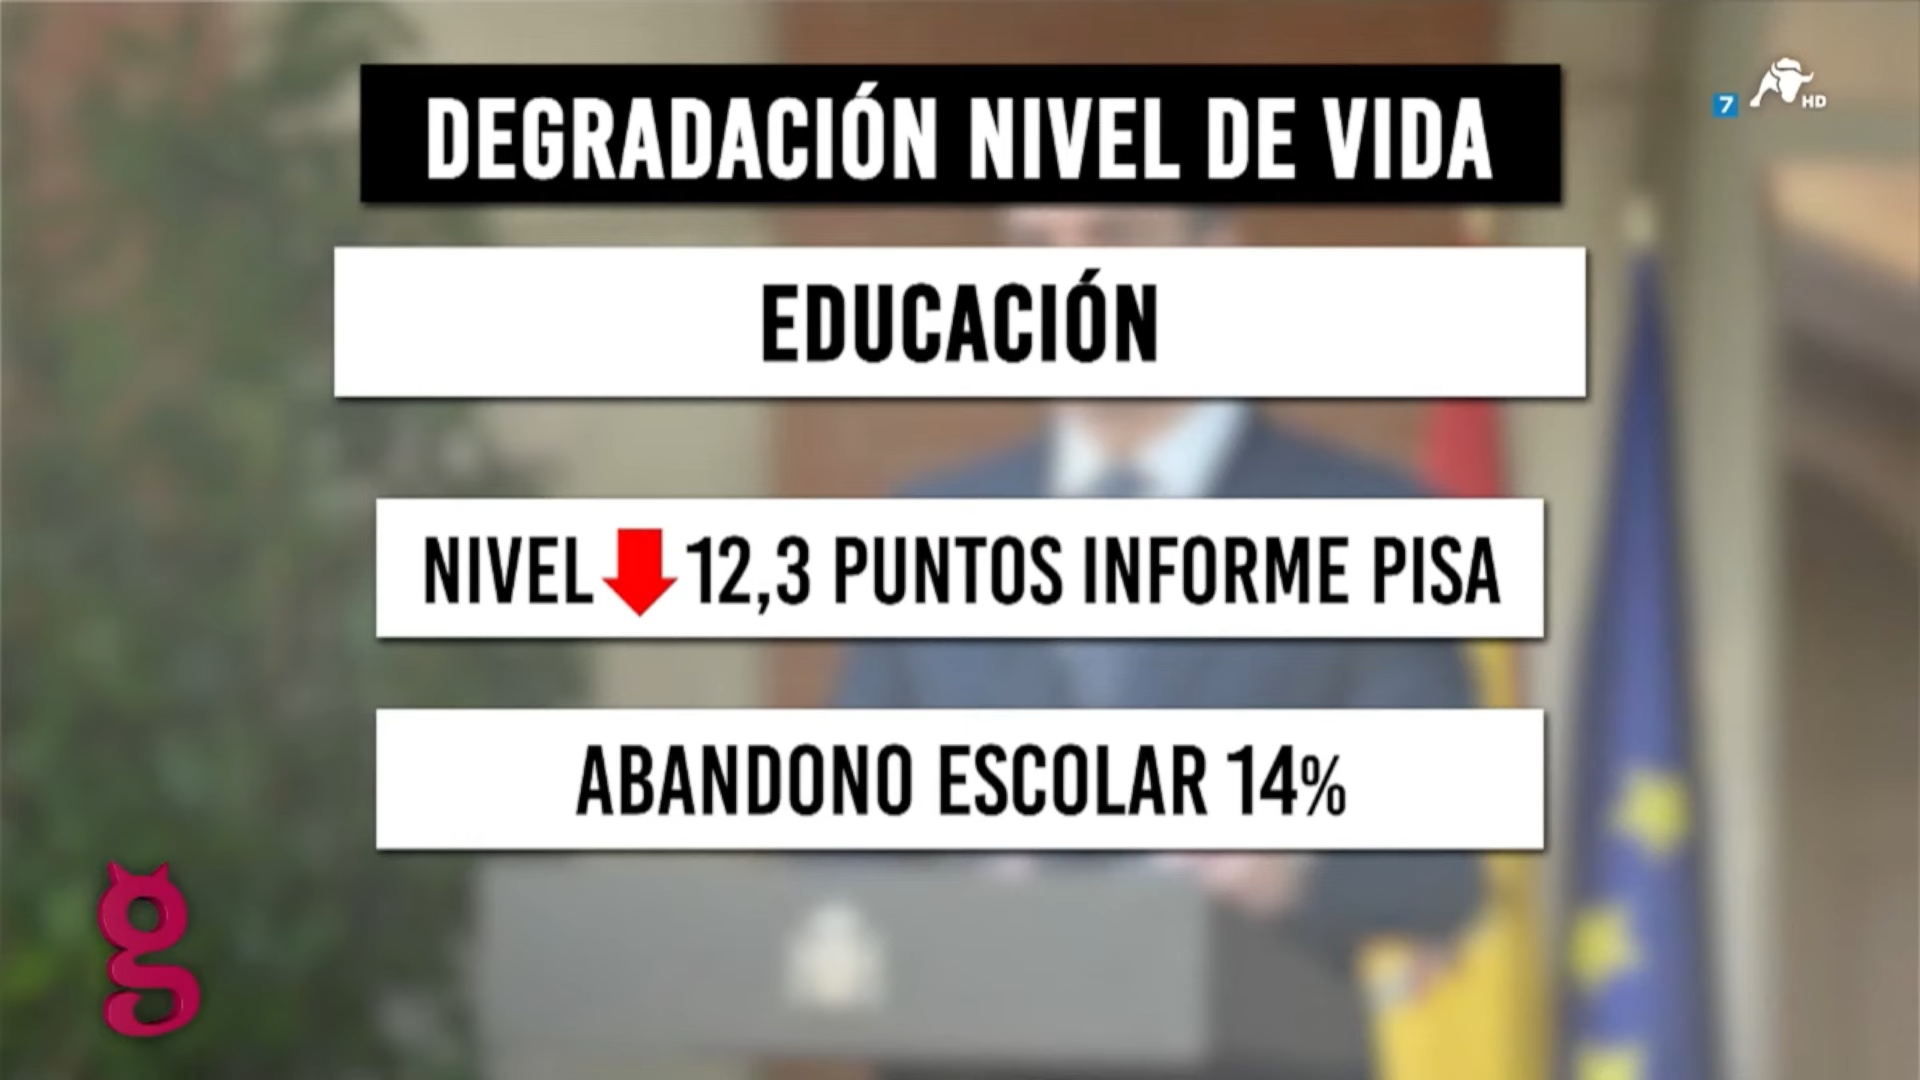 DEGRADACIÓN NIVEL DE VIDA
7 HD
EDUCACIÓN
NIVEL 12,3 PUNTOS INFORME PISA
ABANDONO ESCOLAR 14%
g